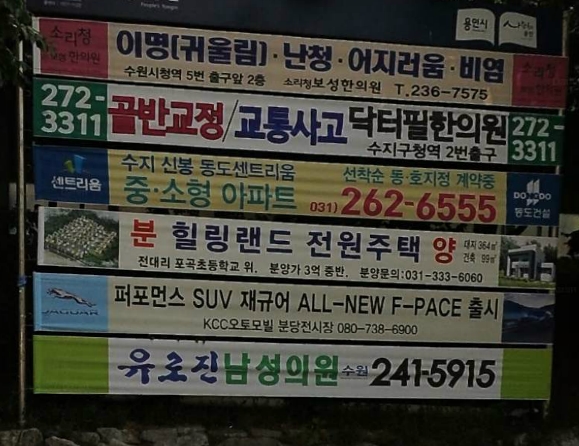 People's Yongin
용인시
소리청
이명(귀울림)·난청·어지러움·비염
수원시청역 5번 출구앞 2층 소리청보성한의원 T.236-7575
272-3311
골반교정/교통사고 닥터필한의원
수지구청역 2번출구
272-3311
센트리움
수지 신봉 동도센트리움
중·소형 아파트
선착순 동·호지정 계약중
031) 262-6555
동도건설
분 힐링랜드 전원주택 양
대지 364㎡
건축 99㎡
전대리 포곡초등학교 위. 분양가 3억 중반. 분양문의:031-333-6060
JAGUAR
퍼포먼스 SUV 재규어 ALL-NEW F-PACE 출시
KCC오토모빌 분당전시장 080-738-6900
유로진남성의원 수원 241-5915